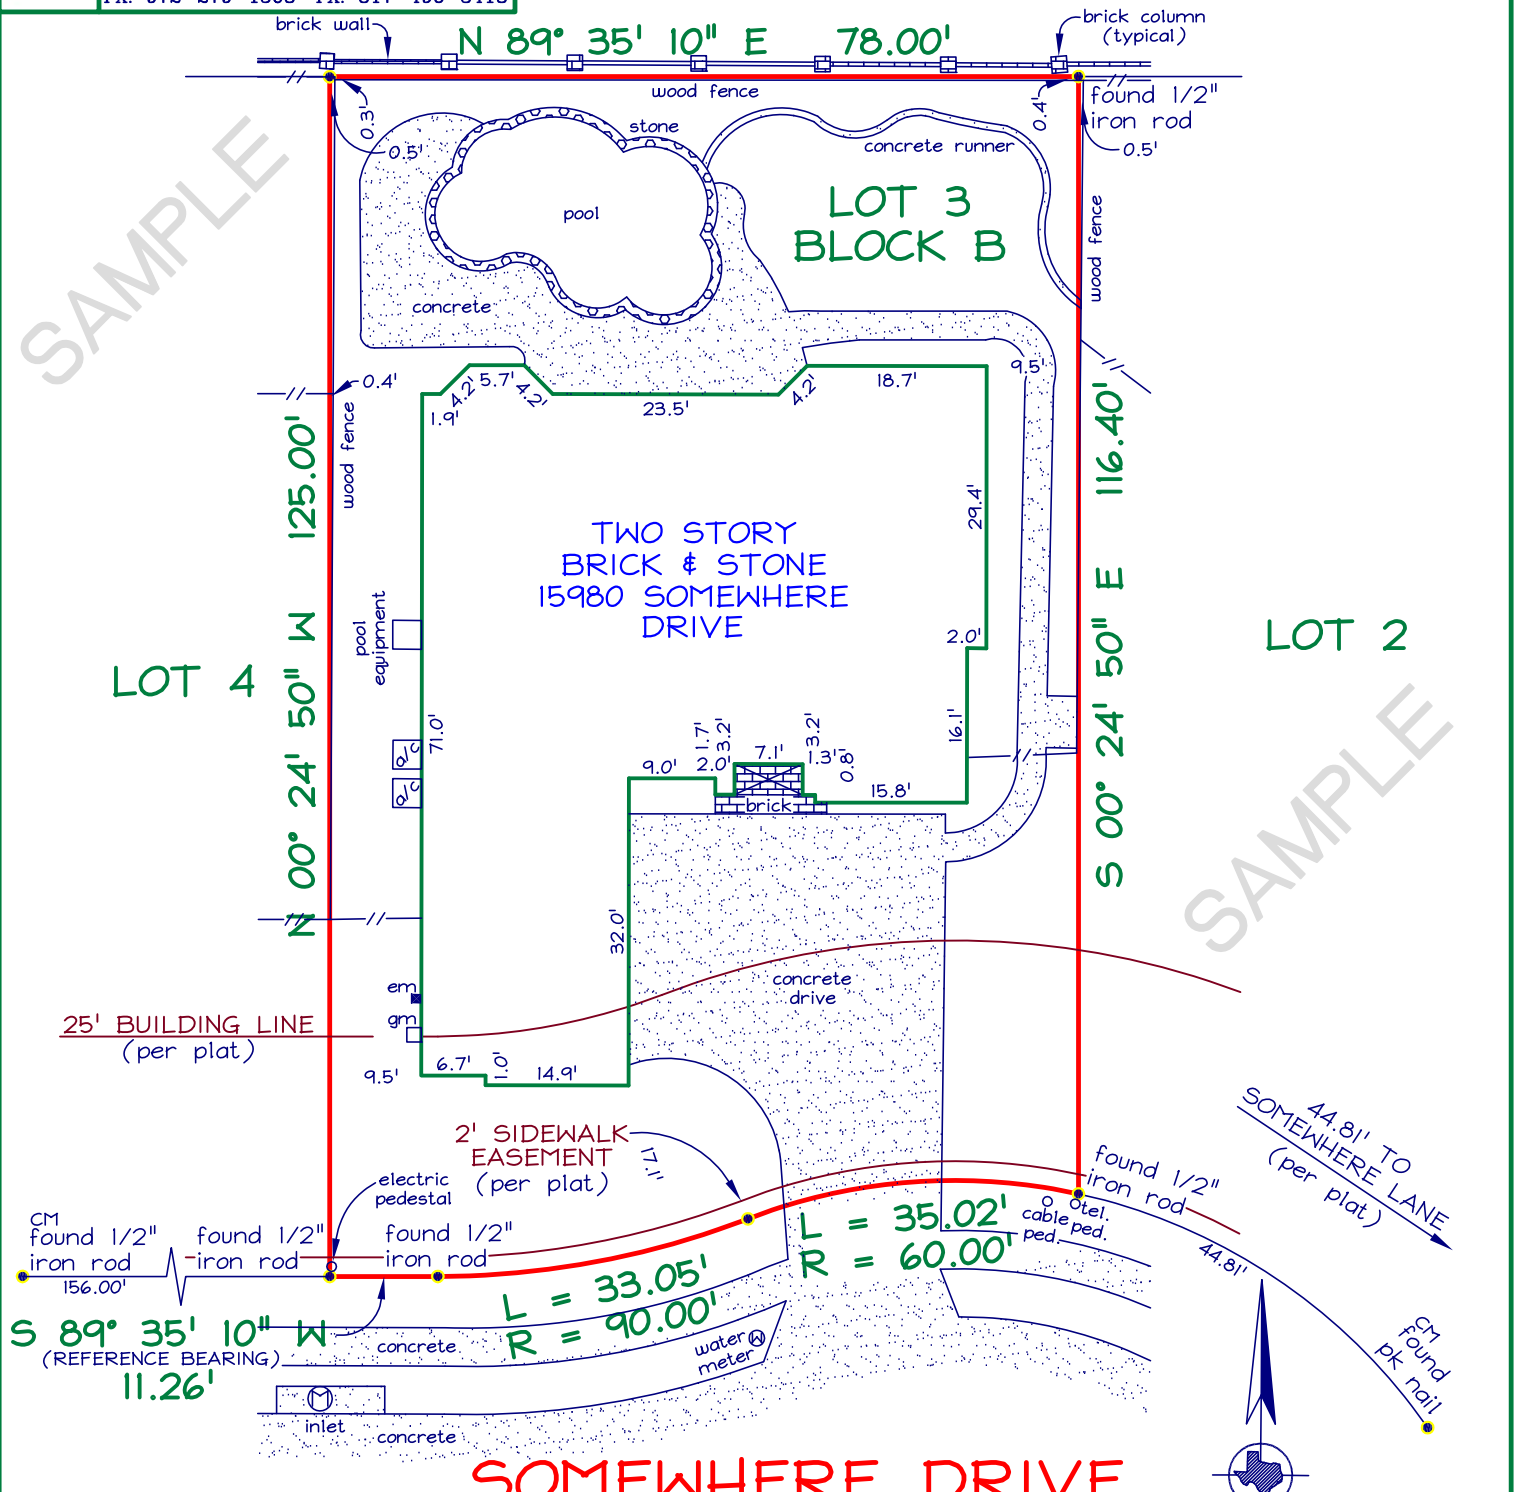 brick wall
N 89° 35' 10" E 78.00'
brick column
(typical)
wood fence
found 1/2"
iron rod
0.3'
0.5'
0.4'
0.5'
stone
concrete runner
pool
LOT 3
BLOCK B
wood fence
concrete
SAMPLE
0.4'
5.7'
4.2'
4.2'
1.9'
23.5'
4.2'
18.7'
9.5'
wood fence
N 00° 24' 50" W 125.00'
S 00° 24' 50" E 116.40'
29.4'
TWO STORY
BRICK & STONE
15980 SOMEWHERE
DRIVE
pool
equipment
2.0'
LOT 4
LOT 2
71.0'
a/c
a/c
16.1'
1.7'
3.2'
3.2'
9.0'
2.0'
7.1'
1.3'
0.8'
15.8'
brick
SAMPLE
32.0'
concrete
drive
em
gm
25' BUILDING LINE
(per plat)
9.5'
6.7'
1.0'
14.9'
2' SIDEWALK
EASEMENT
(per plat)
17.1'
electric
pedestal
44.81' TO
SOMEWHERE LANE
(per plat)
found 1/2"
iron rod
CM
found 1/2"
iron rod
156.00'
found 1/2"
iron rod
found 1/2"
iron rod
L = 35.02'
R = 60.00'
tel.
cable ped.
ped.
44.81'
L = 33.05'
R = 90.00'
S 89° 35' 10" W
(REFERENCE BEARING)
11.26'
concrete
water
meter
W
CM
found
pk nail
M
inlet
concrete
SOMEWHERE DRIVE